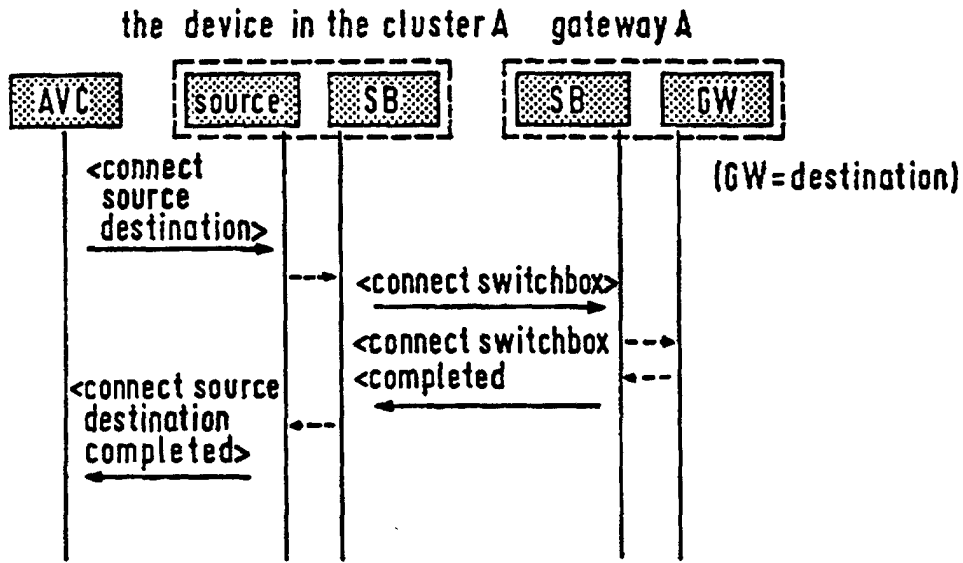 the device in the cluster A gateway A
AVC source SB SB GW
(GW=destination)
<connect
source
destination>
<connect switchbox>
<connect switchbox
<completed
<connect source
destination
completed>